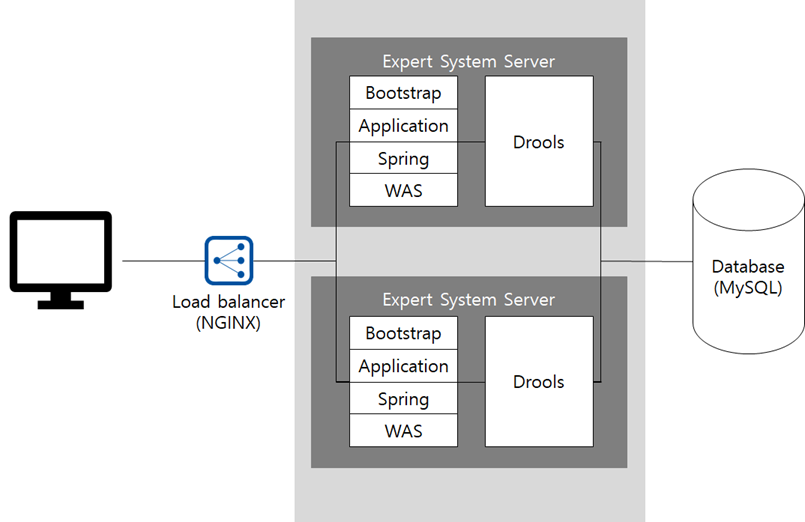 Expert System Server
Bootstrap
Application
Spring
WAS
Drools
Load balancer
(NGINX)
Expert System Server
Bootstrap
Application
Spring
WAS
Drools
Database
(MySQL)